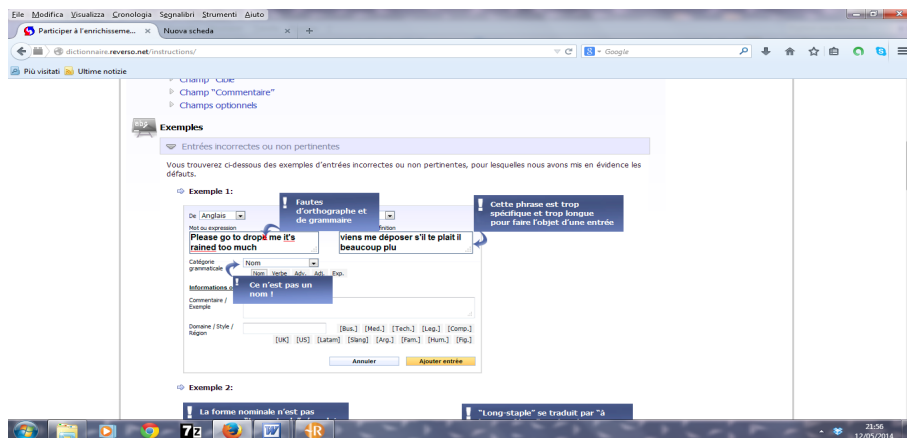 File Modifica Visualizza Cronologia Segnalibri Strumenti Aiuto
Participer à l'enrichisseme... × Nuova scheda × +
dictionnaire.reverso.net/instructions/ Google
Più visitati Ultime notizie
Champ "Cible"
Champ "Commentaire"
Champs optionnels
Exemples
Entrées incorrectes ou non pertinentes
Vous trouverez ci-dessous des exemples d'entrées incorrectes ou non pertinentes, pour lesquelles nous avons mis en évidence les
défauts.
Exemple 1:
! Fautes
d'orthographe et
de grammaire
! Cette phrase est trop
spécifique et trop longue
pour faire l'objet d'une entrée
De Anglais
Mot ou expression
Please go to drope me it's
rained too much
viens me déposer s'il te plait il
beaucoup plu
Catégorie
grammaticale
Nom
Nom Verbe Adv. Adj. Exp.
! Ce n'est pas un
nom !
Informations
Commentaire /
Exemple
Domaine / Style /
Région
[Bus.] [Med.] [Tech.] [Leg.] [Comp.]
[UK] [US] [Latam] [Slang] [Arg.] [Fam.] [Hum.] [Fig.]
Annuler Ajouter entrée
Exemple 2:
! La forme nominale n'est pas
! "Long-staple" se traduit par "à
21:56
12/05/2014